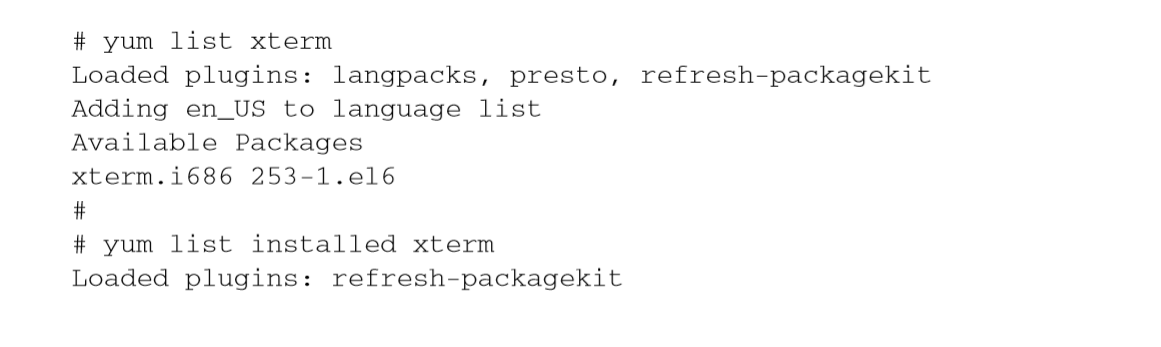 # yum list xterm
Loaded plugins: langpacks, presto, refresh-packagekit
Adding en_US to language list
Available Packages
xterm.i686 253-1.el6
#
# yum list installed xterm
Loaded plugins: refresh-packagekit